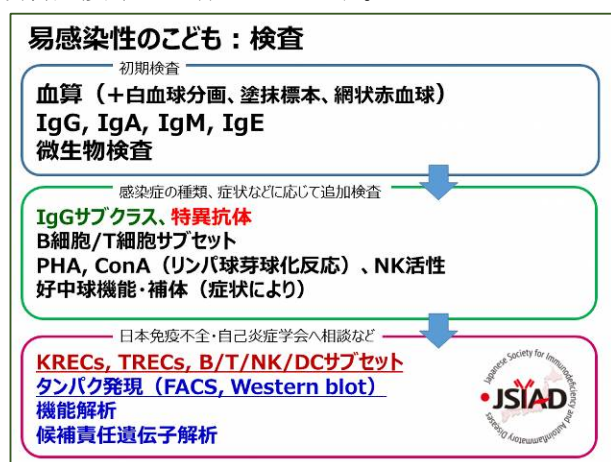 易感染性のこども：検査
初期検査
血算（＋白血球分画、塗抹標本、網状赤血球）
IgG, IgA, IgM, IgE
微生物検査
感染症の種類、症状などに応じて追加検査
IgGサブクラス、特異抗体
B細胞/T細胞サブセット
PHA, ConA（リンパ球芽球化反応）、NK活性
好中球機能・補体（症状により）
日本免疫不全・自己炎症学会へ相談など
KRECs, TRECs, B/T/NK/DCサブセット
タンパク発現（FACS, Western blot）
機能解析
候補責任遺伝子解析
Japanese Society for Immunodeficiency and Autoinflammatory Diseases
JSIAD